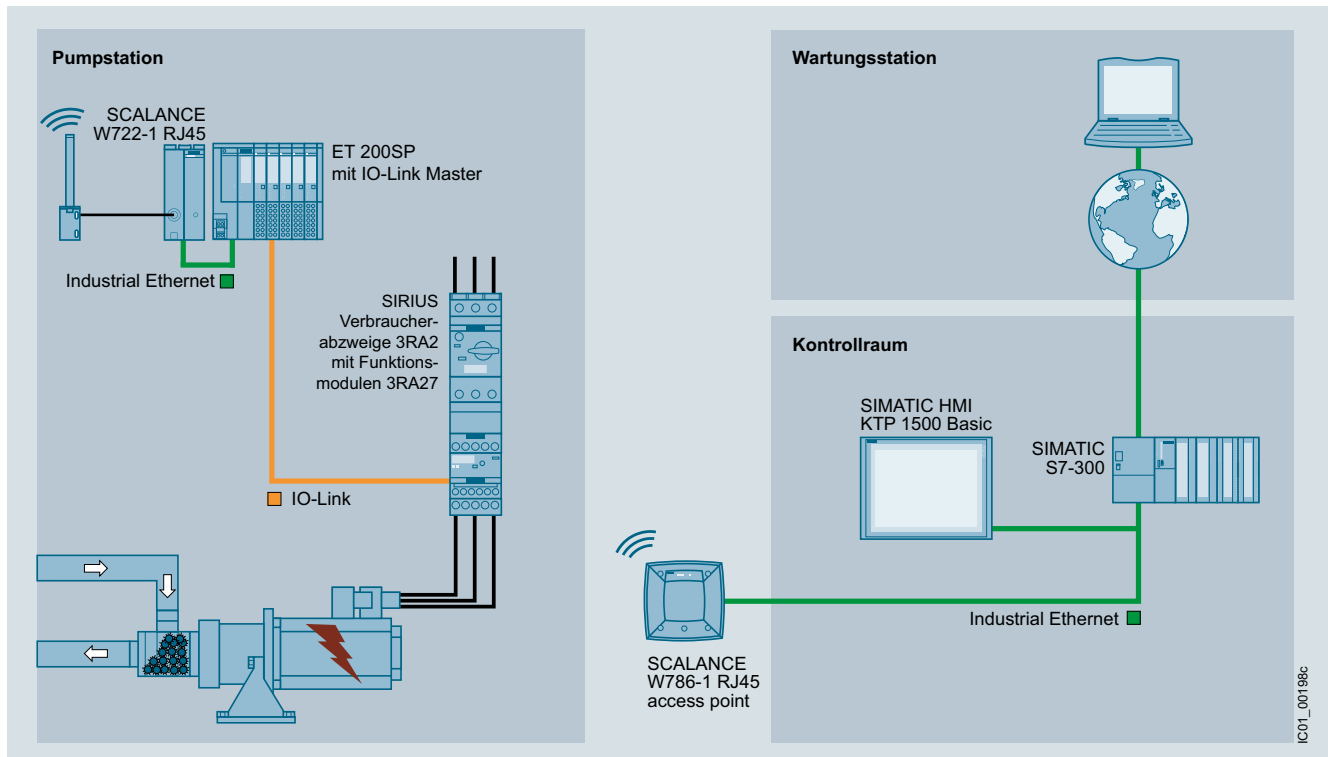 Pumpstation
SCALANCE
W722-1 RJ45
ET 200SP
mit IO-Link Master
Industrial Ethernet
SIRIUS
Verbraucher-
abzweige 3RA2
mit Funktions-
modulen 3RA27
IO-Link
Wartungsstation
Kontrollraum
SIMATIC HMI
KTP 1500 Basic
SIMATIC
S7-300
Industrial Ethernet
SCALANCE
W786-1 RJ45
access point
IC01_00198c